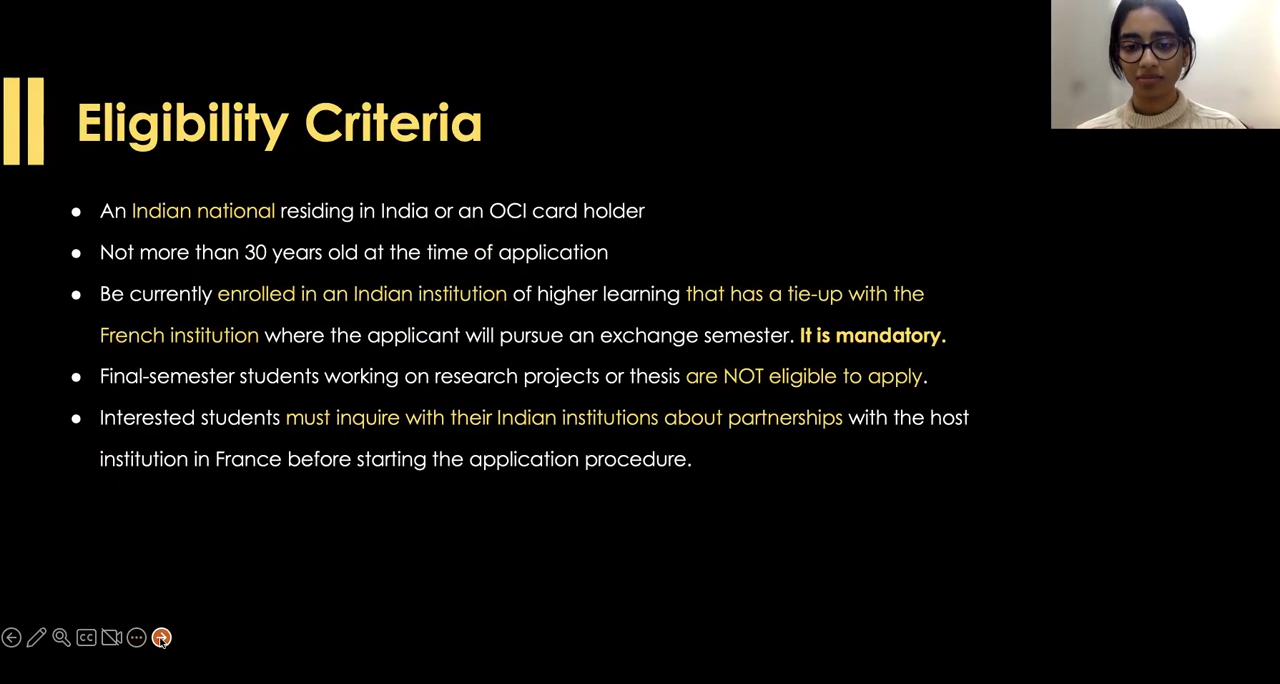 Eligibility Criteria
● An Indian national residing in India or an OCI card holder
● Not more than 30 years old at the time of application
● Be currently enrolled in an Indian institution of higher learning that has a tie-up with the
French institution where the applicant will pursue an exchange semester. It is mandatory.
● Final-semester students working on research projects or thesis are NOT eligible to apply.
● Interested students must inquire with their Indian institutions about partnerships with the host
institution in France before starting the application procedure.
CC